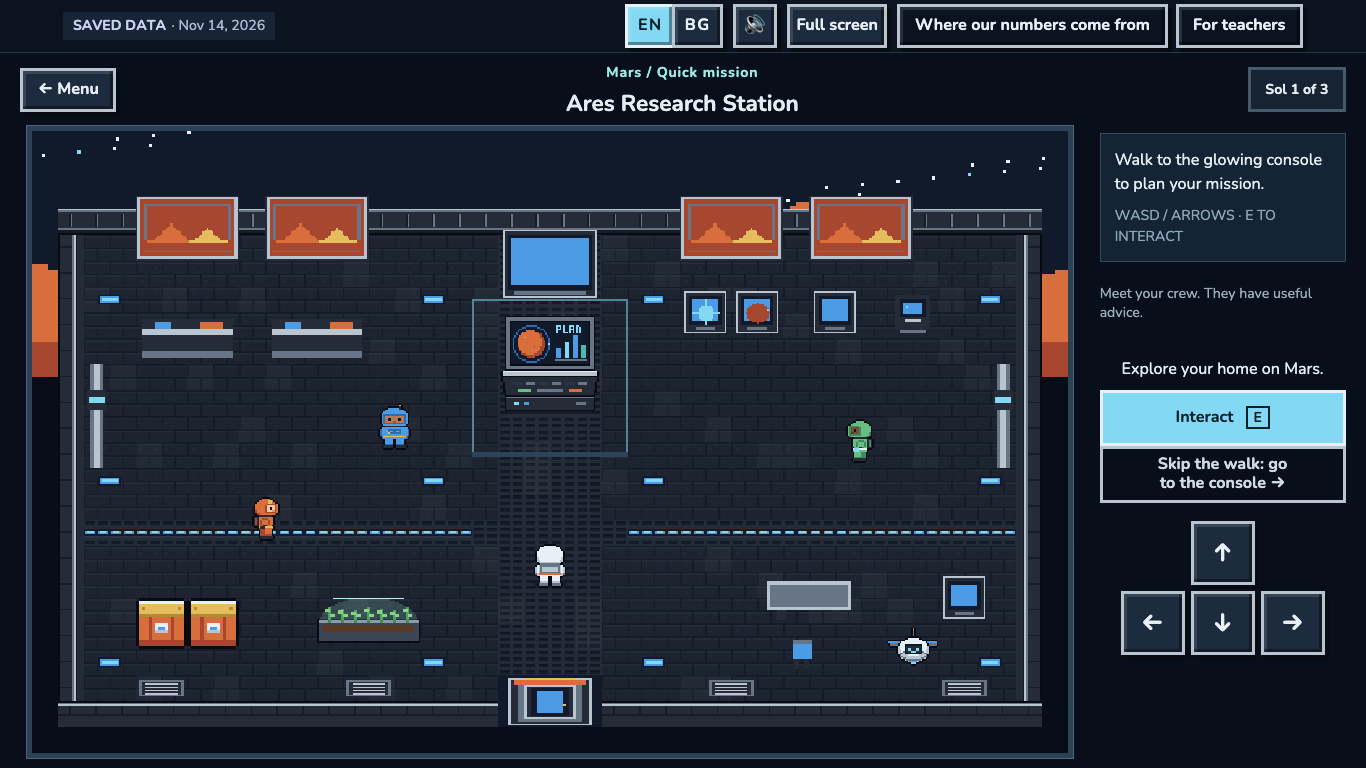 SAVED DATA · Nov 14, 2026
EN
BG
Full screen
Where our numbers come from
For teachers
← Menu
Mars / Quick mission
Ares Research Station
Sol 1 of 3
PLAN
Walk to the glowing console
to plan your mission.
WASD / ARROWS · E TO
INTERACT
Meet your crew. They have useful
advice.
Explore your home on Mars.
Interact E
Skip the walk: go
to the console →
↑
← ↓ →